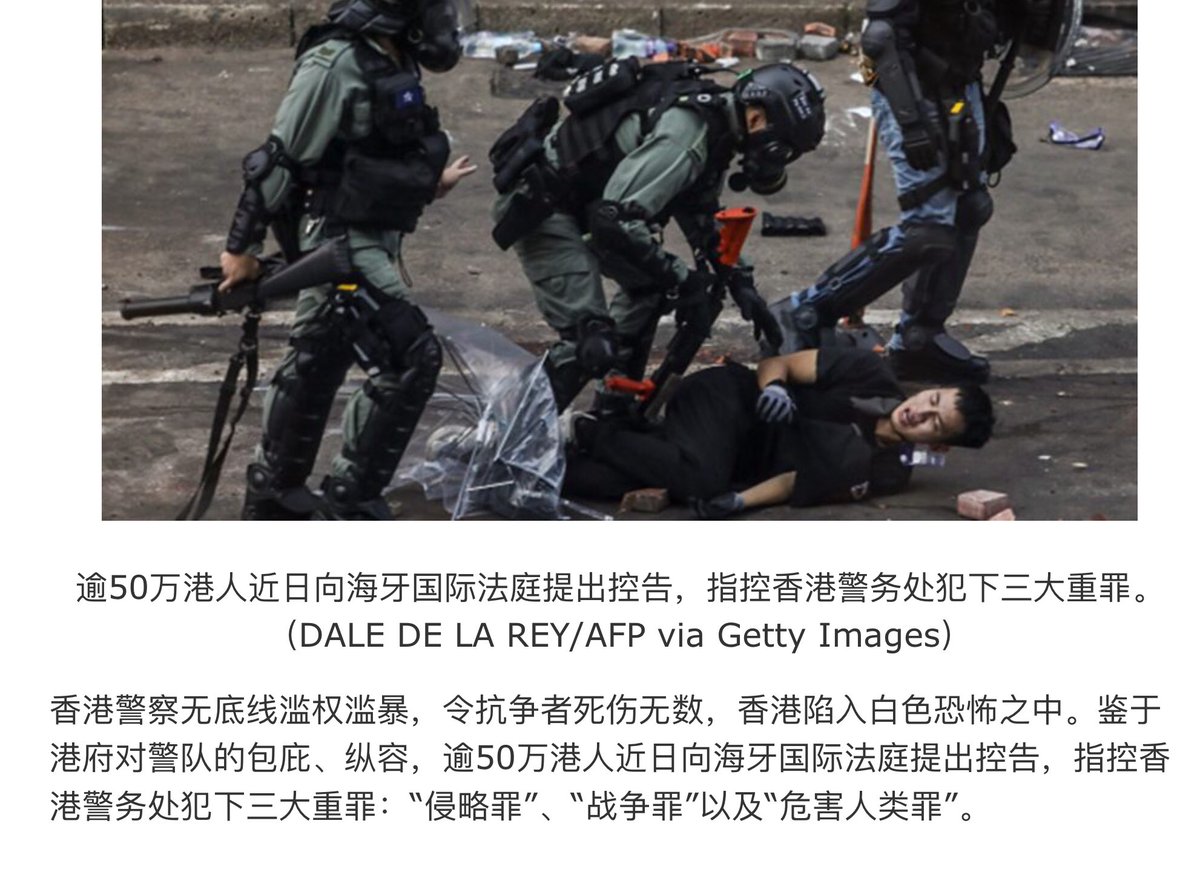 逾50万港人近日向海牙国际法庭提出控告，指控香港警务处犯下三大重罪。
（DALE DE LA REY/AFP via Getty Images）
香港警察无底线滥权滥暴，令抗争者死伤无数，香港陷入白色恐怖之中。鉴于
港府对警队的包庇、纵容，逾50万港人近日向海牙国际法庭提出控告，指控香
港警务处犯下三大重罪：“侵略罪”、“战争罪”以及“危害人类罪”。